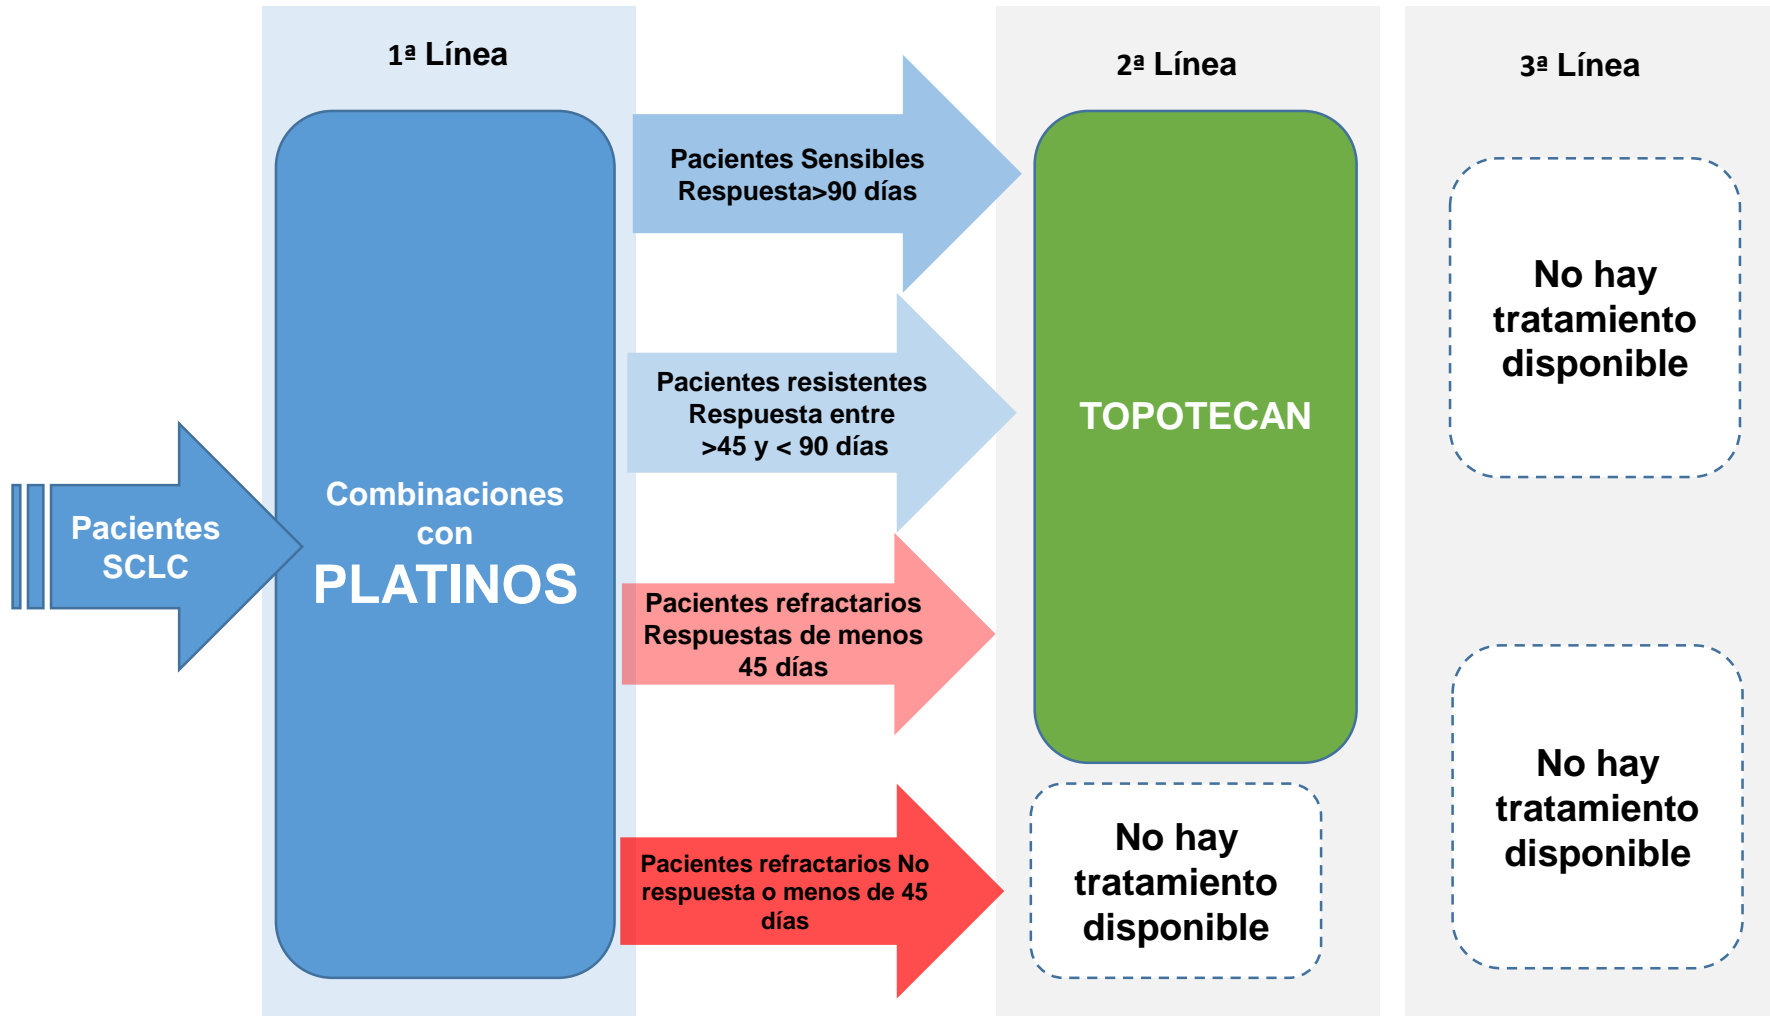 1ª Línea
2ª Línea
3ª Línea
Pacientes
SCLC
Combinaciones
con
PLATINOS
Pacientes Sensibles
Respuesta>90 días
Pacientes resistentes
Respuesta entre
>45 y < 90 días
Pacientes refractarios
Respuestas de menos
45 días
Pacientes refractarios No
respuesta o menos de 45
días
TOPOTECAN
No hay
tratamiento
disponible
No hay
tratamiento
disponible
No hay
tratamiento
disponible